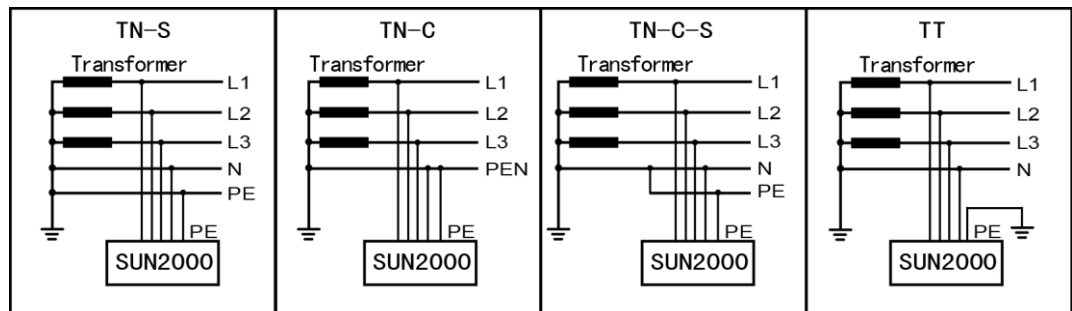 TN-S
Transformer
L1
L2
L3
N
PE
PE
SUN2000
TN-C
Transformer
L1
L2
L3
PEN
PE
SUN2000
TN-C-S
Transformer
L1
L2
L3
N
PE
PE
SUN2000
TT
Transformer
L1
L2
L3
N
PE
SUN2000